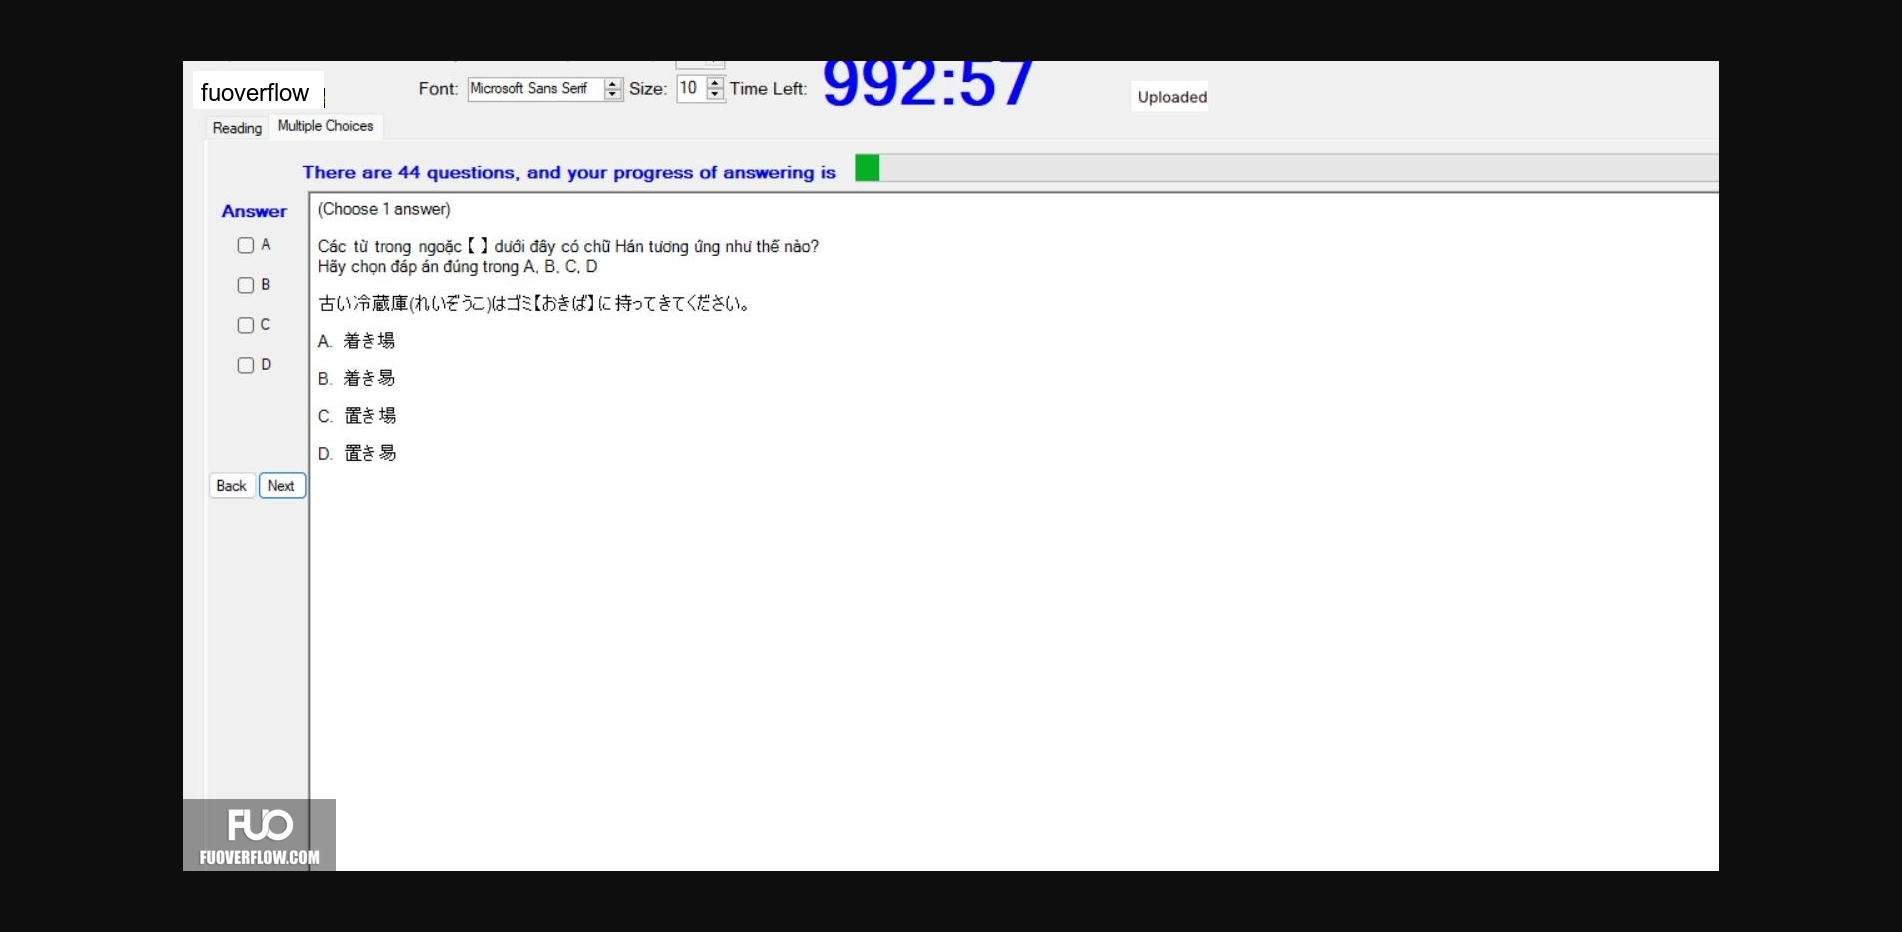 fuoverflow
Font: Microsoft Sans Serif Size: 10 Time Left: 992:57
Uploaded
Reading Multiple Choices
There are 44 questions, and your progress of answering is
Answer
A
B
C
D
Back Next
(Choose 1 answer)
Các từ trong ngoặc【 】dưới đây có chữ Hán tương ứng như thế nào?
Hãy chọn đáp án đúng trong A, B, C, D
古い冷蔵庫(れいぞうこ)はゴミ【おきば】に持ってきてください。
A. 着き場
B. 着き易
C. 置き場
D. 置き易
FUO
FUOVERFLOW.COM